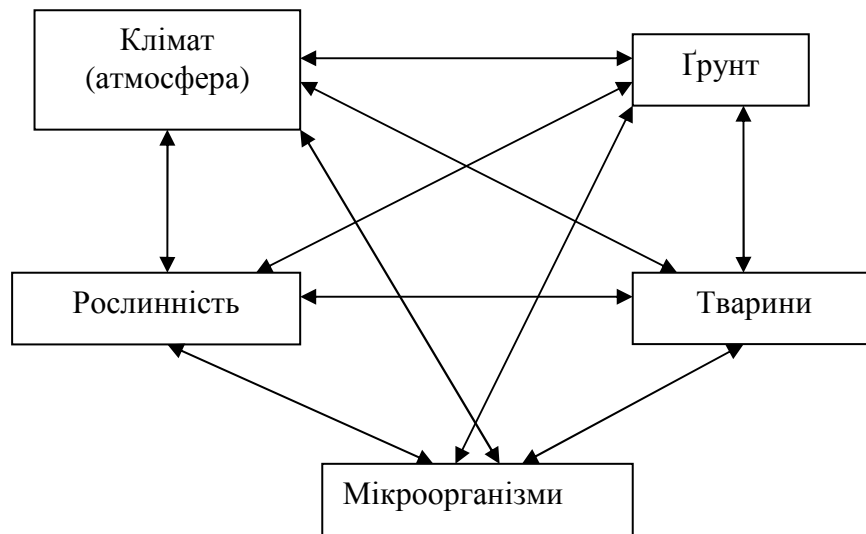 Клімат
(атмосфера)
Ґрунт
Рослинність
Тварини
Мікроорганізми